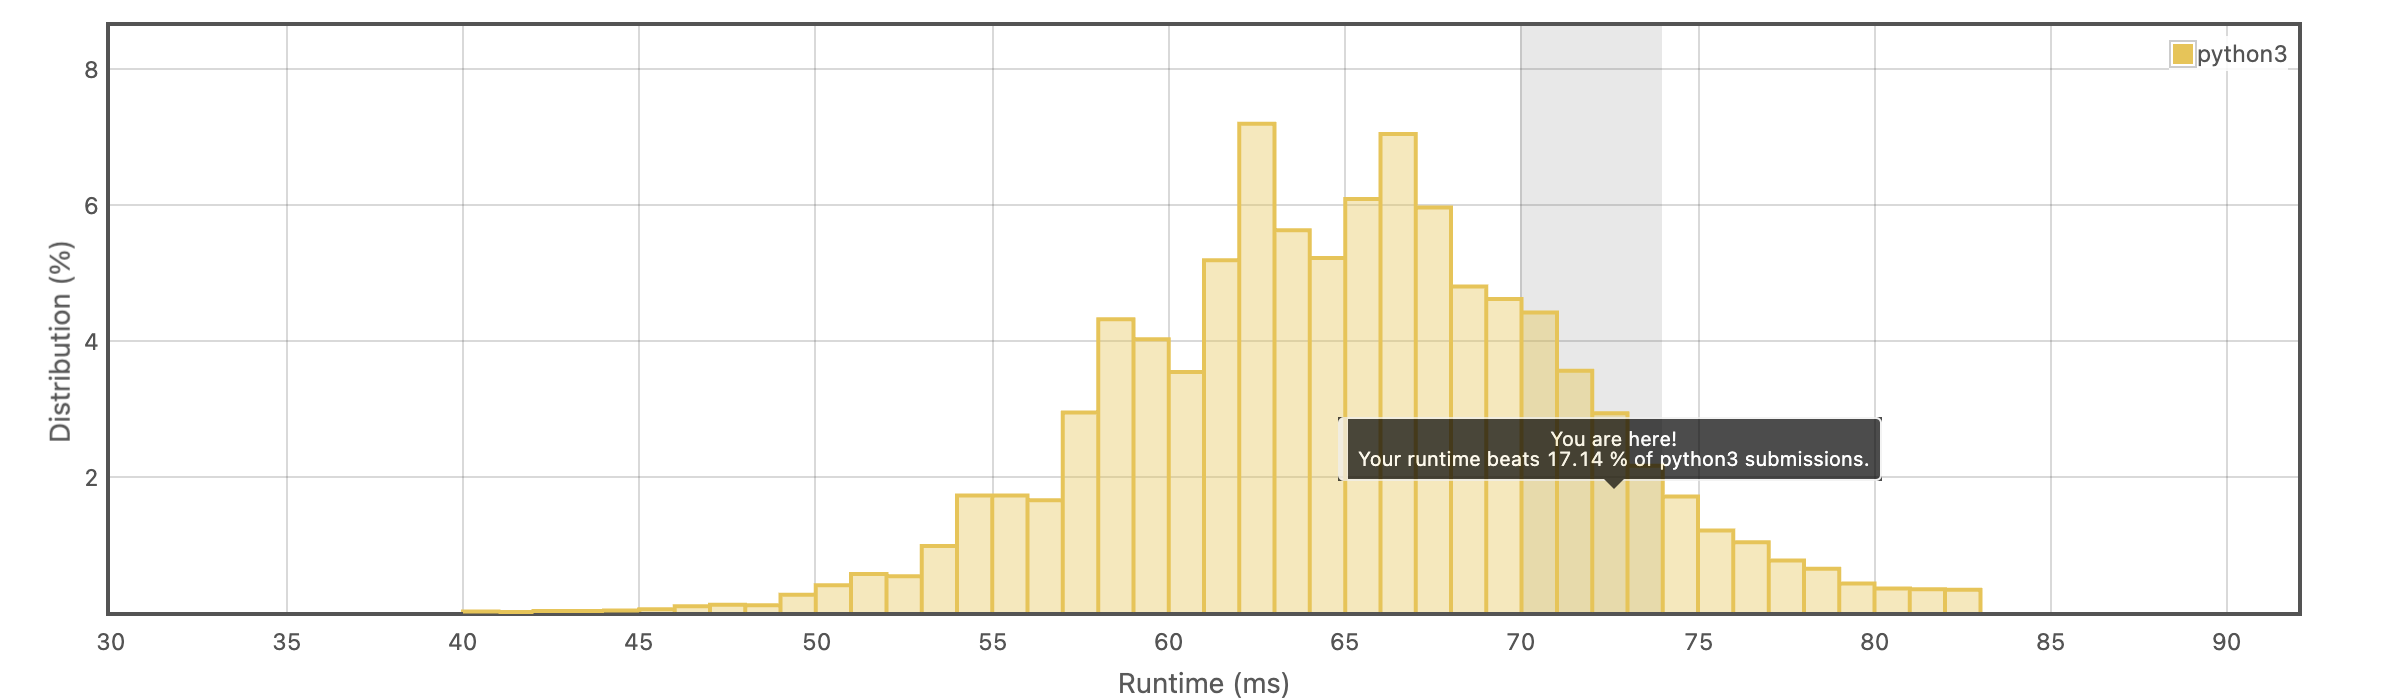 python3
8
6
4
2
Distribution (%)
You are here!
Your runtime beats 17.14 % of python3 submissions.
30 35 40 45 50 55 60 65 70 75 80 85 90
Runtime (ms)